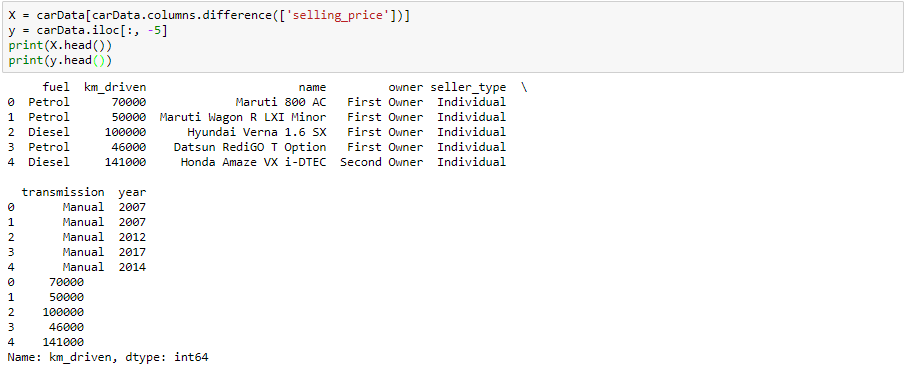 X = carData[carData.columns.difference(['selling_price'])]
y = carData.iloc[:, -5]
print(X.head())
print(y.head())
     fuel  km_driven                      name         owner seller_type  \
0  Petrol      70000             Maruti 800 AC   First Owner  Individual
1  Petrol      50000  Maruti Wagon R LXI Minor   First Owner  Individual
2  Diesel     100000      Hyundai Verna 1.6 SX   First Owner  Individual
3  Petrol      46000    Datsun RediGO T Option   First Owner  Individual
4  Diesel     141000     Honda Amaze VX i-DTEC  Second Owner  Individual
  transmission  year
0       Manual  2007
1       Manual  2007
2       Manual  2012
3       Manual  2017
4       Manual  2014
0     70000
1     50000
2    100000
3     46000
4    141000
Name: km_driven, dtype: int64